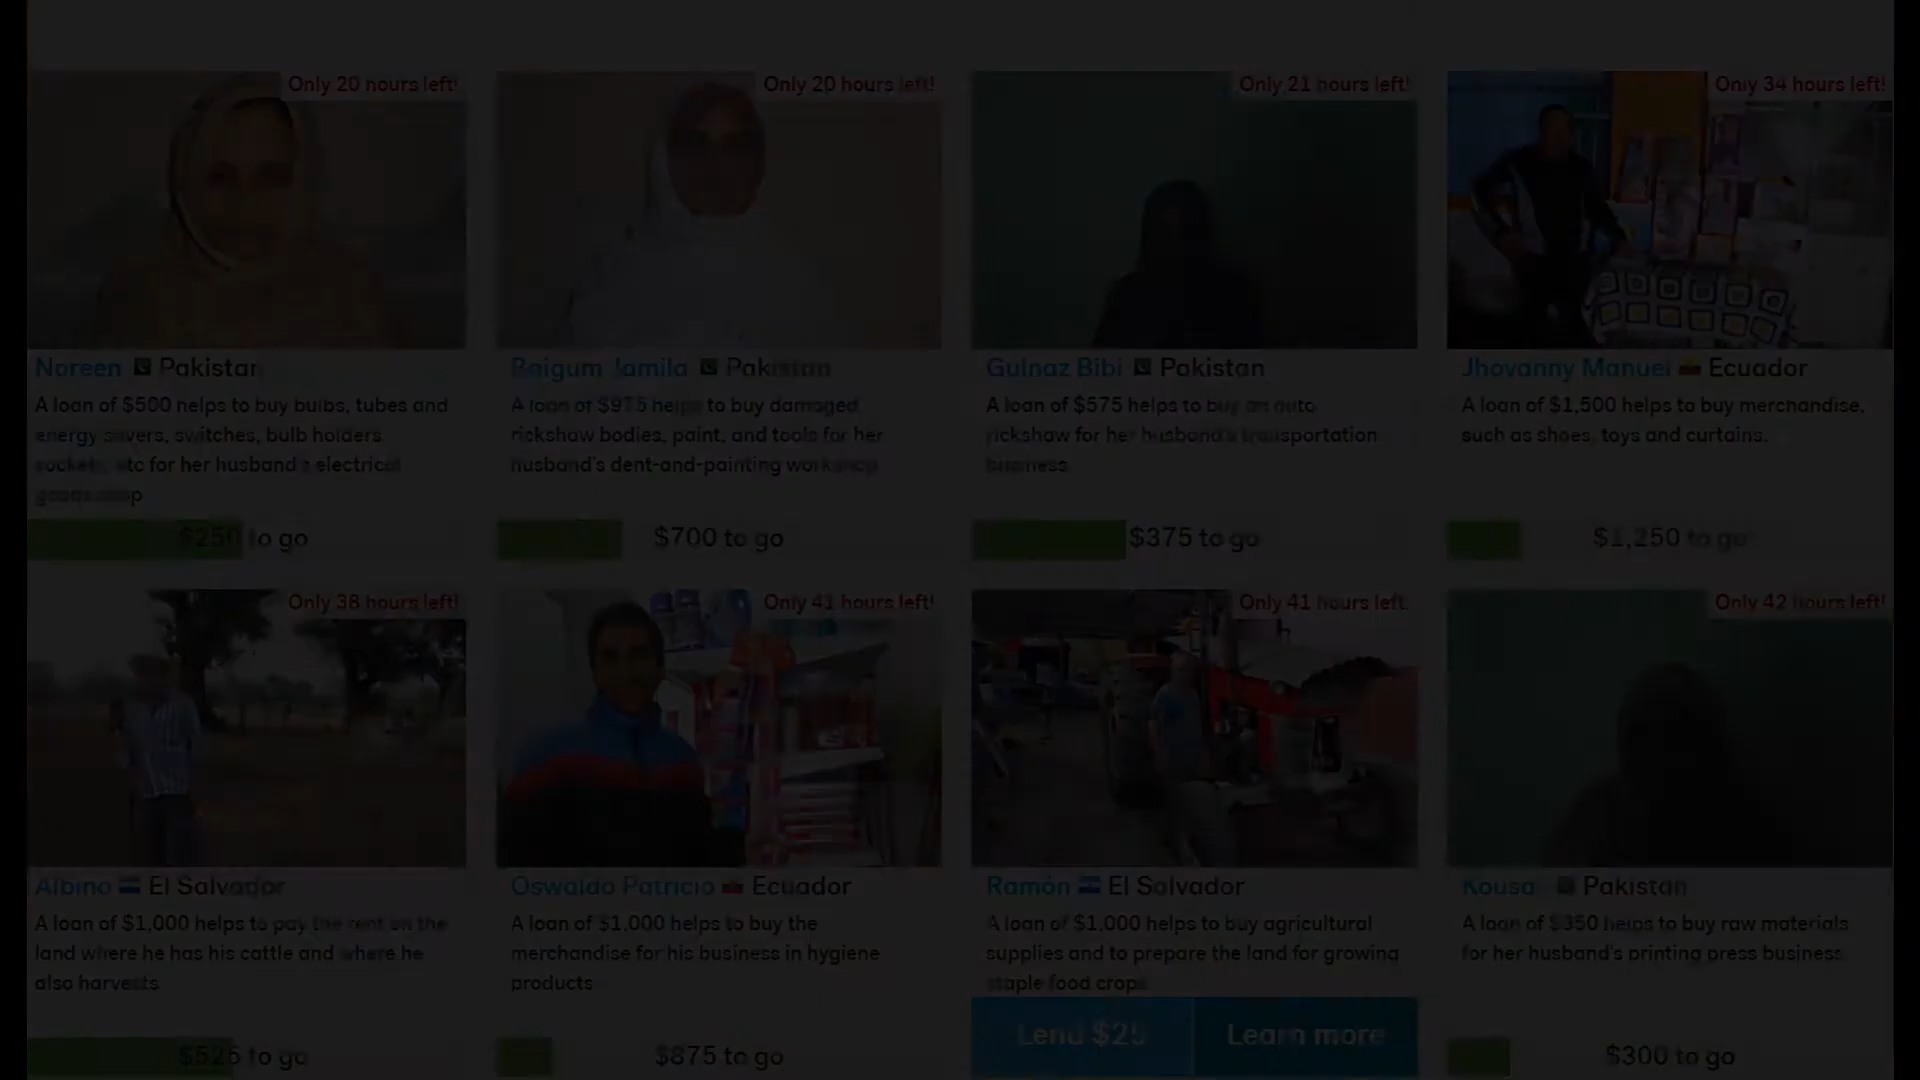 Only 20 hours left!
Only 20 hours left!
Only 21 hours left!
Only 34 hours left!
Noreen Pakistan
A loan of $500 helps to buy bulbs, tubes and
energy savers, switches, bulb holders
sockets, etc for her husband's electrical
$250 to go
Jamila Pakistan
A loan of $975 helps to buy damaged
rickshaw bodies, paint, and tools for her
husband's dent-and-painting workshop
$700 to go
Gulnaz Bibi Pakistan
A loan of $575 helps to buy an auto
rickshaw for her husband's transportation
business
$375 to go
Jhovanny Manuel Ecuador
A loan of $1,500 helps to buy merchandise,
such as shoes, toys and curtains.
$1,250 to go
Only 38 hours left!
Only 41 hours left!
Only 41 hours left!
Only 42 hours left!
Albino El Salvador
A loan of $1,000 helps to pay the rent on the
land where he has his cattle and where he
also harvests
$525 to go
Oswaldo Patricio Ecuador
A loan of $1,000 helps to buy the
merchandise for his business in hygiene
products
$875 to go
Ramón El Salvador
A loan of $1,000 helps to buy agricultural
supplies and to prepare the land for growing
staple food crops
Lend $25 Learn more
Pakistan
A loan of $350 helps to buy raw materials
for her husband's printing press business
$300 to go